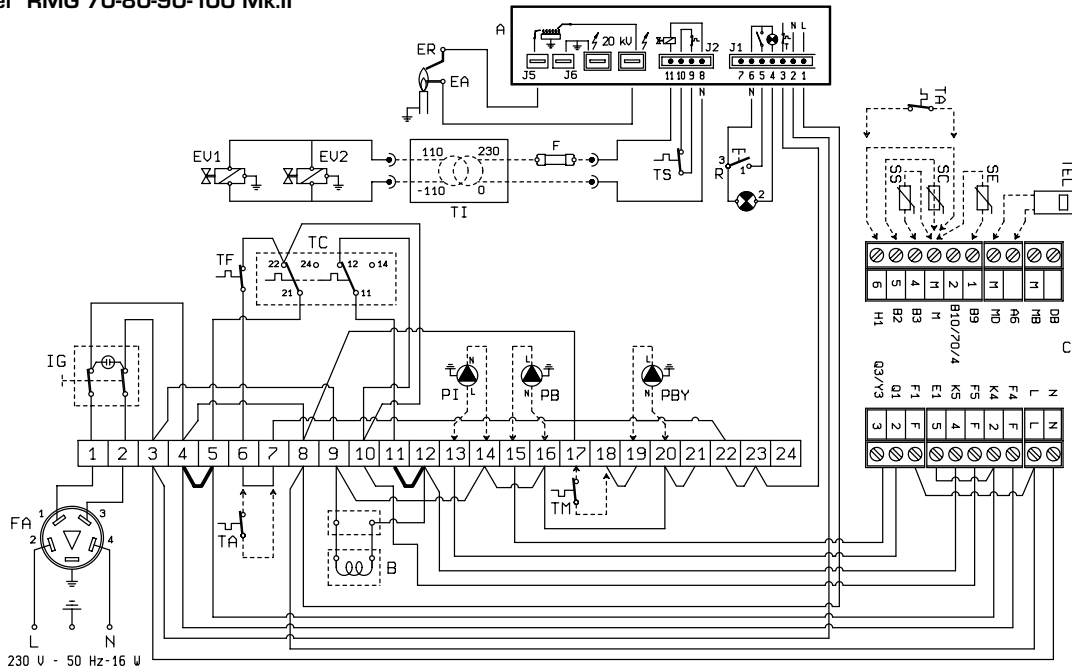 RMG 70-80-90-100 Mk.II
A
ER
EA
20 kV
J5
J6
J2
J1
11 10 9 8
7 6 5 4 3 2 1
N L
T
N
N
TA
EV1
EV2
110
230
-110
0
TI
F
TS
3
1
R
2
SS
SC
SE
TEL
TF
TC
22
24
12
14
21
11
IG
PI
N
L
PB
L
N
PBY
L
N
6 5 4 M 2 1 M M
H1 B2 B3 M B10/70/4 B9 MD A6 MB DB
C
Q3/Y3 Q1 F1 E1 K5 F5 K4 F4 L N
3 2 F 5 4 F 2 F L N
1 2 3 4 5 6 7 8 9 10 11 12 13 14 15 16 17 18 19 20 21 22 23 24
FA
1
3
2
4
TA
B
TM
L
N
230 V - 50 Hz-16 W